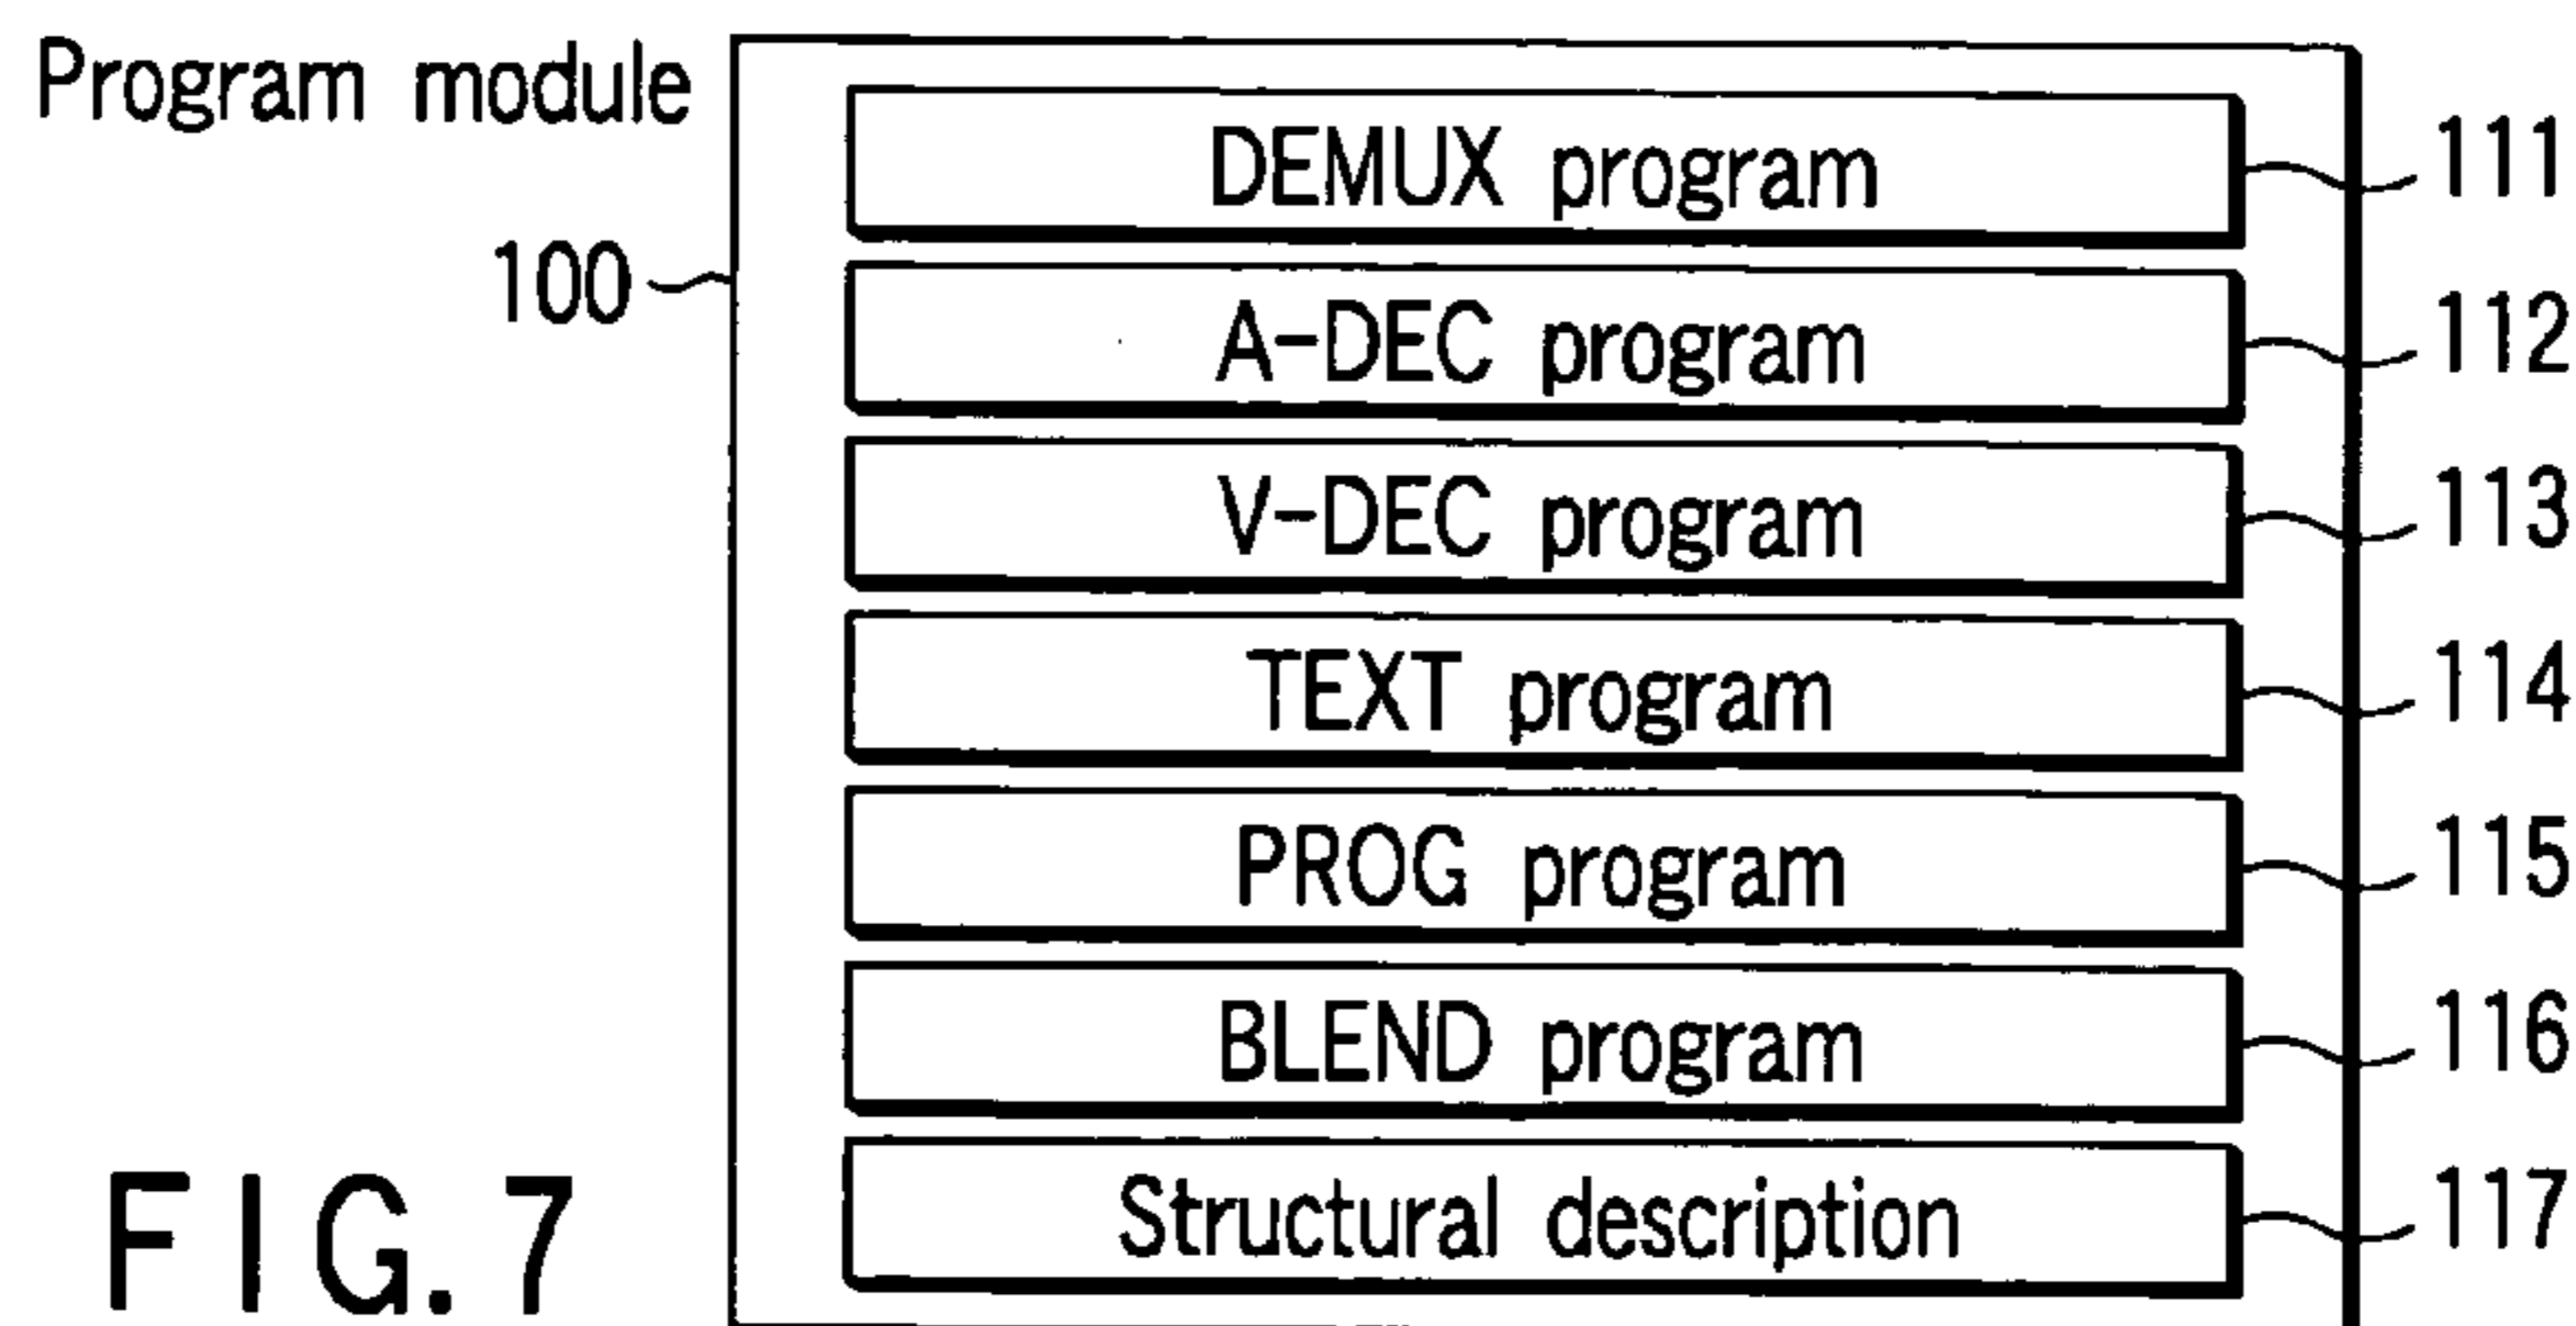 Program module
100
DEMUX program 111
A-DEC program 112
V-DEC program 113
TEXT program 114
PROG program 115
BLEND program 116
Structural description 117
FIG. 7